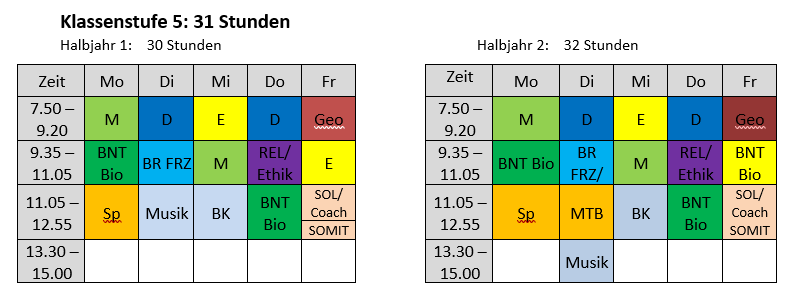 Klassenstufe 5: 31 Stunden
Halbjahr 1: 30 Stunden
Zeit Mo Di Mi Do Fr
7.50 – 9.20 M D E D Geo
9.35 – 11.05 BNT Bio BR FRZ M REL/ Ethik E
11.05 – 12.55 Sp Musik BK BNT Bio SOL/ Coach SOMIT
13.30 – 15.00
Halbjahr 2: 32 Stunden
Zeit Mo Di Mi Do Fr
7.50 – 9.20 M D E D Geo
9.35 – 11.05 BNT Bio BR FRZ/ M REL/ Ethik BNT Bio
11.05 – 12.55 Sp MTB BK BNT Bio SOL/ Coach SOMIT
13.30 – 15.00 Musik